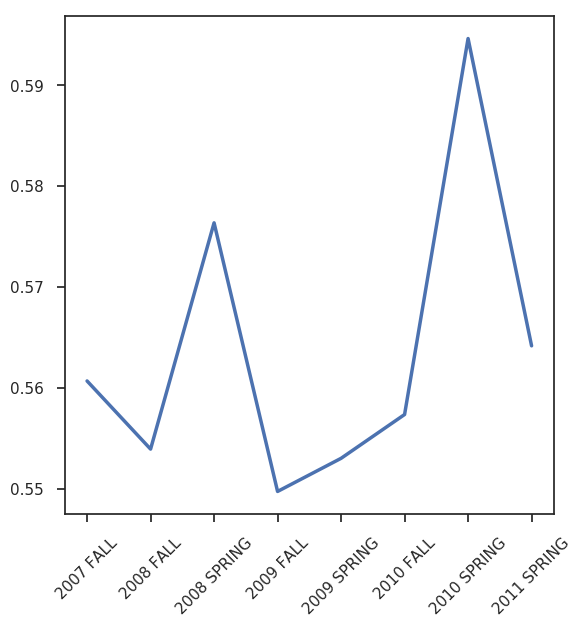 0.59
0.58
0.57
0.56
0.55
2007 FALL
2008 FALL
2008 SPRING
2009 FALL
2009 SPRING
2010 FALL
2010 SPRING
2011 SPRING